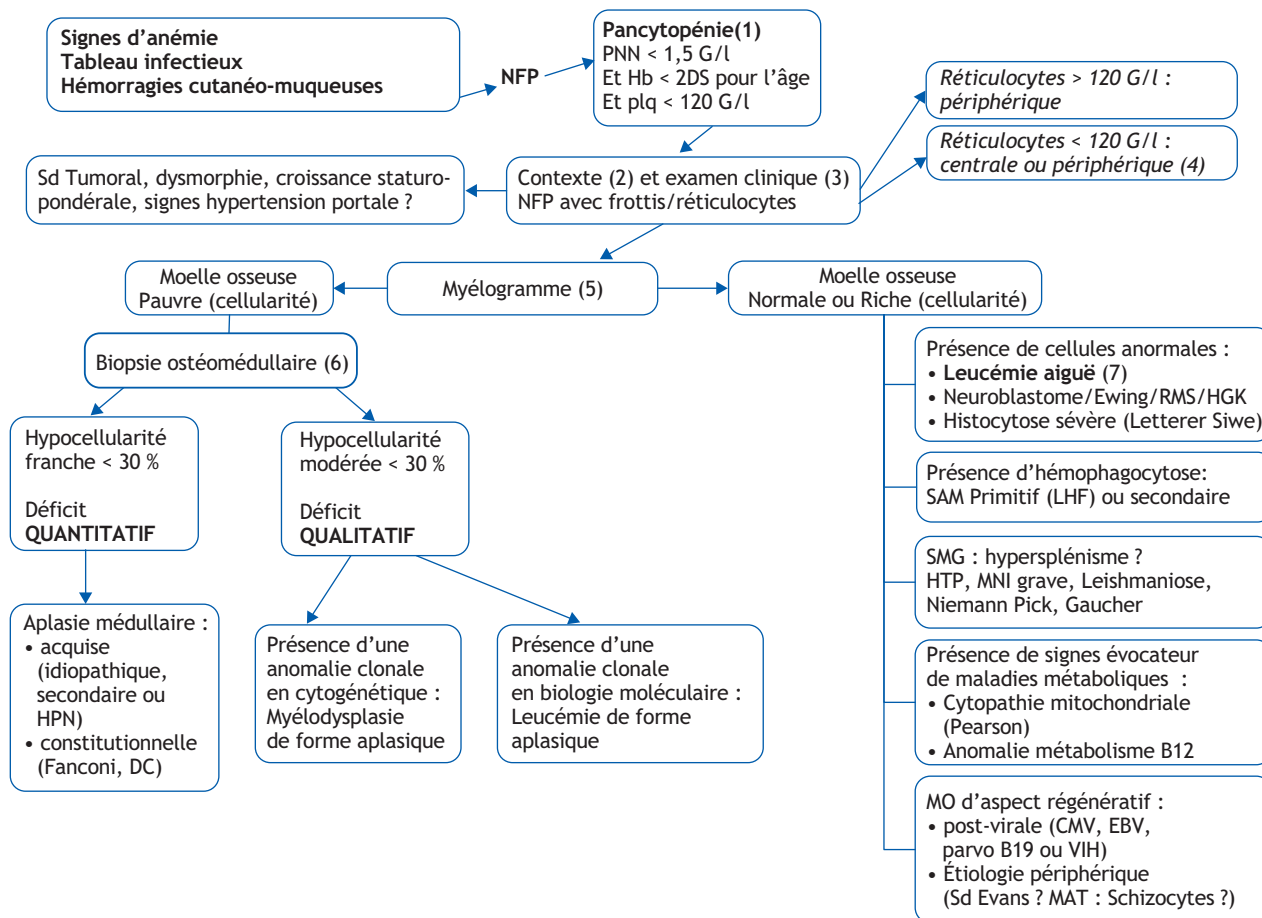 Signes d'anémie
Tableau infectieux
Hémorragies cutanéo-muqueuses
NFP
Pancytopénie(1)
PNN < 1,5 G/l
Et Hb < 2DS pour l'âge
Et plq < 120 G/l
Réticulocytes > 120 G/l :
périphérique
Réticulocytes < 120 G/l :
centrale ou périphérique (4)
Sd Tumoral, dysmorphie, croissance staturo-
pondérale, signes hypertension portale ?
Contexte (2) et examen clinique (3)
NFP avec frottis/réticulocytes
Moelle osseuse
Pauvre (cellularité)
Myélogramme (5)
Moelle osseuse
Normale ou Riche (cellularité)
Biopsie ostéomédullaire (6)
Hypocellularité
franche < 30 %
Déficit
QUANTITATIF
Hypocellularité
modérée < 30 %
Déficit
QUALITATIF
Aplasie médullaire :
• acquise
(idiopathique,
secondaire ou
HPN)
• constitutionnelle
(Fanconi, DC)
Présence d'une
anomalie clonale
en cytogénétique :
Myélodysplasie
de forme aplasique
Présence d'une
anomalie clonale
en biologie moléculaire :
Leucémie de forme
aplasique
Présence de cellules anormales :
• Leucémie aiguë (7)
• Neuroblastome/Ewing/RMS/HGK
• Histocytose sévère (Letterer Siwe)
Présence d'hémophagocytose:
SAM Primitif (LHF) ou secondaire
SMG : hypersplénisme ?
HTP, MNI grave, Leishmaniose,
Niemann Pick, Gaucher
Présence de signes évocateur
de maladies métaboliques :
• Cytopathie mitochondriale
(Pearson)
• Anomalie métabolisme B12
MO d'aspect régénératif :
• post-virale (CMV, EBV,
parvo B19 ou VIH)
• Étiologie périphérique
(Sd Evans ? MAT : Schizocytes ?)